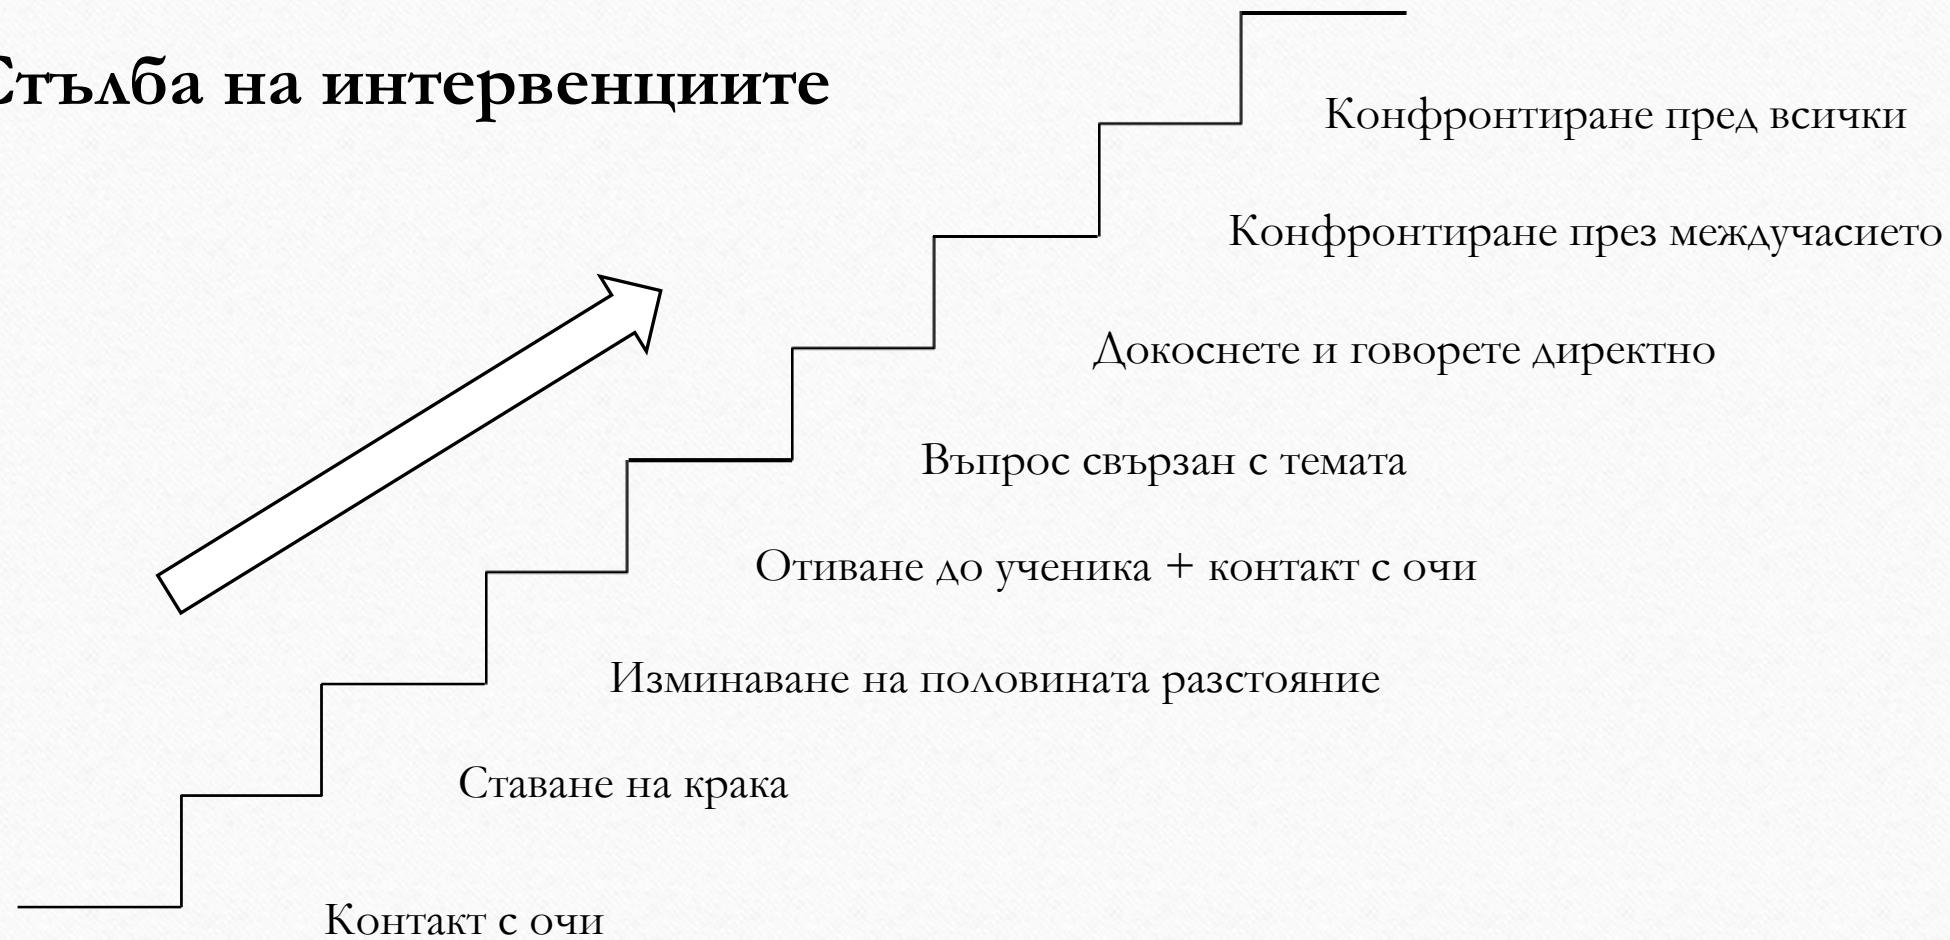 Стълба на интервенциите
Конфронтиране пред всички
Конфронтиране през междучасието
Докоснете и говорете директно
Въпрос свързан с темата
Отиване до ученика + контакт с очи
Изминаване на половината разстояние
Ставане на крака
Контакт с очи